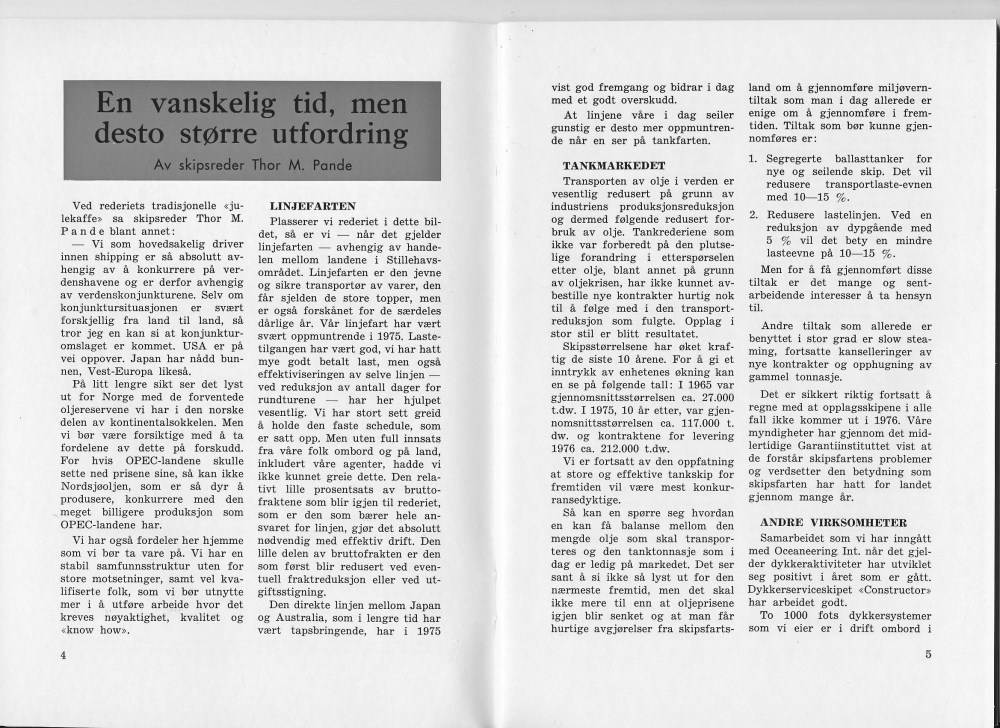 En vanskelig tid, men
desto større utfordring
Av skipsreder Thor M. Pande
Ved rederiets tradisjonelle «ju-
lekaffe» sa skipsreder Thor M.
Pande blant annet:
— Vi som hovedsakelig driver
innen shipping er så absolutt av-
hengig av å konkurrere på ver-
denshavene og er derfor avhengig
av verdenskonjunkturene. Selv om
konjunktursituasjonen er svært
forskjellig fra land til land, så
tror jeg en kan si at konjunktur-
omslaget er kommet. USA er på
vei oppover. Japan har nådd bun-
nen, Vest-Europa likeså.
På litt lengre sikt ser det lyst
ut for Norge med de forventede
oljereservene vi har i den norske
delen av kontinentalsokkelen. Men
vi bør være forsiktige med å ta
fordelene av dette på forskudd.
For hvis OPEC-landene skulle
sette ned prisene sine, så kan ikke
Nordsjøoljen, som er så dyr å
produsere, konkurrere med den
meget billigere produksjon som
OPEC-landene har.
Vi har også fordeler her hjemme
som vi bør ta vare på. Vi har en
stabil samfunnsstruktur uten for
store motsetninger, samt vel kva-
lifiserte folk, som vi bør utnytte
mer i å utføre arbeide hvor det
kreves nøyaktighet, kvalitet og
«know how».
LINJEFARTEN
Plasserer vi rederiet i dette bil-
det, så er vi — når det gjelder
linjefarten — avhengig av hande-
len mellom landene i Stillehavs-
området. Linjefarten er den jevne
og sikre transportør av varer, den
får sjelden de store topper, men
er også forskånet for de særdeles
dårlige år. Vår linjefart har vært
svært oppmuntrende i 1975. Laste-
tilgangen har vært god, vi har hatt
mye godt betalt last, men også
effektiviseringen av selve linjen —
ved reduksjon av antall dager for
rundturene — har her hjulpet
vesentlig. Vi har stort sett greid
å holde den faste schedule, som
er satt opp. Men uten full innsats
fra våre folk ombord og på land,
inkludert våre agenter, hadde vi
ikke kunnet greie dette. Den rela-
tivt lille prosentsats av brutto-
fraktene som blir igjen til rederiet,
som er den som bærer hele an-
svaret for linjen, gjør det absolutt
nødvendig med effektiv drift. Den
lille delen av bruttofrakten er den
som først blir redusert ved even-
tuell fraktreduksjon eller ved ut-
giftsstigning.
Den direkte linjen mellom Japan
og Australia, som i lengre tid har
vært tapsbringende, har i 1975
4
vist god fremgang og bidrar i dag
med et godt overskudd.
At linjene våre i dag seiler
gunstig er desto mer oppmuntren-
de når en ser på tankfarten.
TANKMARKEDET
Transporten av olje i verden er
vesentlig redusert på grunn av
industriens produksjonsreduksjon
og dermed følgende redusert for-
bruk av olje. Tankrederiene som
ikke var forberedt på den plutse-
lige forandring i etterspørselen
etter olje, blant annet på grunn
av oljekrisen, har ikke kunnet av-
bestille nye kontrakter hurtig nok
til å følge med i den transport-
reduksjon som fulgte. Opplag i
stor stil er blitt resultatet.
Skipsstørrelsene har øket kraf-
tig de siste 10 årene. For å gi et
inntrykk av enhetenes økning kan
en se på følgende tall: I 1965 var
gjennomsnittsstørrelsen ca. 27.000
t.dw. I 1975, 10 år etter, var gjen-
nomsnittsstørrelsen ca. 117.000 t.
dw. og kontraktene for levering
1976 ca. 212.000 t.dw.
Vi er fortsatt av den oppfatning
at store og effektive tankskip for
fremtiden vil være mest konkur-
ransedyktige.
Så kan en spørre seg hvordan
en kan få balanse mellom den
mengde olje som skal transpor-
teres og den tanktonnasje som i
dag er ledig på markedet. Det ser
sant å si ikke så lyst ut for den
nærmeste fremtid, men det skal
ikke mere til enn at oljeprisene
igjen blir senket og at man får
hurtige avgjørelser fra skipsfarts-
land om å gjennomføre miljøvern-
tiltak som man i dag allerede er
enige om å gjennomføre i frem-
tiden. Tiltak som bør kunne gjen-
nomføres er:
1. Segregerte ballasttanker for
nye og seilende skip. Det vil
redusere transportlaste-evnen
med 10—15 %.
2. Redusere lastelinjen. Ved en
reduksjon av dypgående med
5 % vil det bety en mindre
lasteevne på 10—15 %.
Men for å få gjennomført disse
tiltak er det mange og sent-
arbeidende interesser å ta hensyn
til.
Andre tiltak som allerede er
benyttet i stor grad er slow stea-
ming, fortsatte kanselleringer av
nye kontrakter og opphugning av
gammel tonnasje.
Det er sikkert riktig fortsatt å
regne med at opplagsskipene i alle
fall ikke kommer ut i 1976. Våre
myndigheter har gjennom det mid-
lertidige Garantiinstituttet vist at
de forstår skipsfartens problemer
og verdsetter den betydning som
skipsfarten har hatt for landet
gjennom mange år.
ANDRE VIRKSOMHETER
Samarbeidet som vi har inngått
med Oceaneering Int. når det gjel-
der dykkeraktiviteter har utviklet
seg positivt i året som er gått.
Dykkerserviceskipet «Constructor»
har arbeidet godt.
To 1000 fots dykkersystemer
som vi eier er i drift ombord i
5